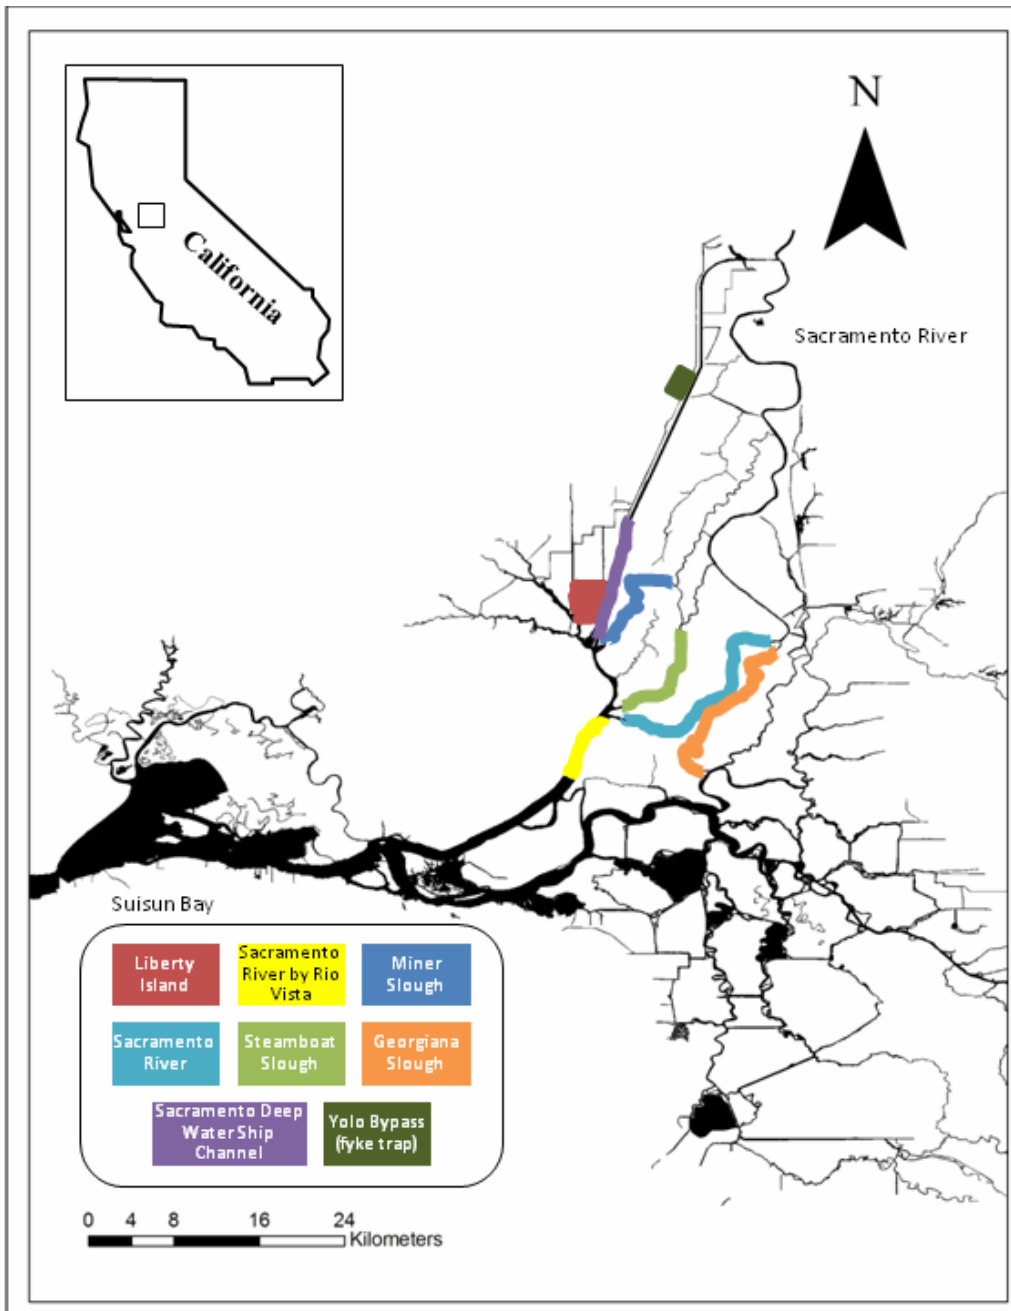 N
California
Sacramento River
Suisun Bay
Liberty
Island
Sacramento
River by Rio
Vista
Miner
Slough
Sacramento
River
Steamboat
Slough
Georgiana
Slough
Sacramento Deep
Water Ship
Channel
Yolo Bypass
(fyke trap)
0 4 8 16 24
Kilometers